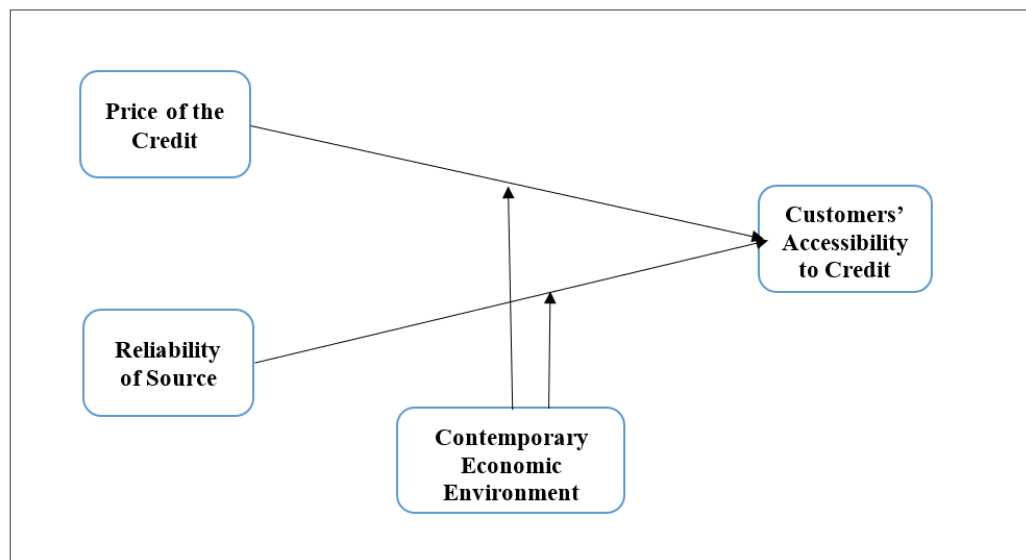 Price of the
Credit
Customers’
Accessibility
to Credit
Reliability
of Source
Contemporary
Economic
Environment